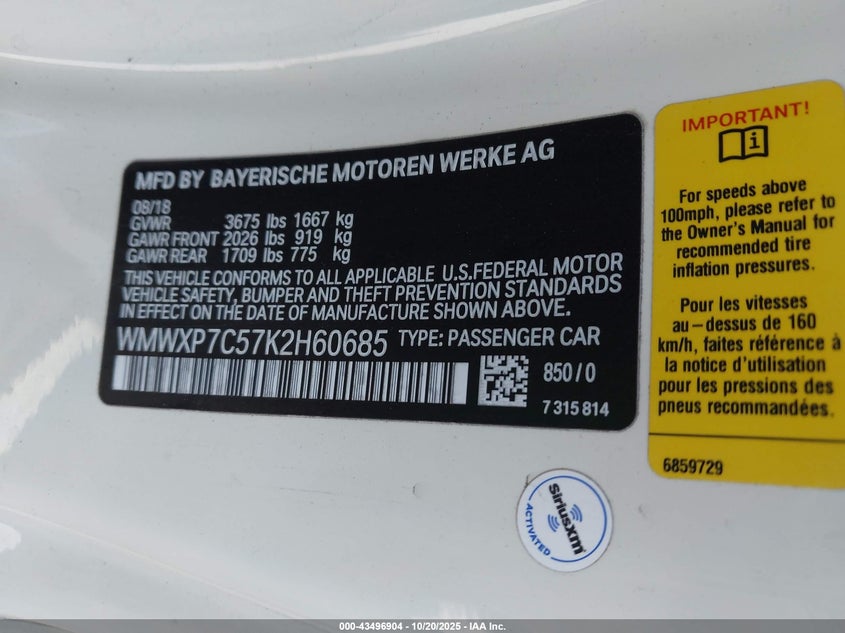 MFD BY BAYERISCHE MOTOREN WERKE AG
08/18
GVWR 3675 lbs 1667 kg
GAWR FRONT 2026 lbs 919 kg
GAWR REAR 1709 lbs 775 kg
THIS VEHICLE CONFORMS TO ALL APPLICABLE U.S.FEDERAL MOTOR
VEHICLE SAFETY, BUMPER AND THEFT PREVENTION STANDARDS
IN EFFECT ON THE DATE OF MANUFACTURE SHOWN ABOVE.
WMWXP7C57K2H60685 TYPE: PASSENGER CAR
850/0
7 315 814
IMPORTANT!
i
For speeds above
100mph, please refer to
the Owner's Manual for
recommended tire
inflation pressures.
Pour les vitesses
au-dessus de 160
km/h, faites référence à
la notice d'utilisation
pour les pressions des
pneus recommandées.
6859729
SiriusXM
ACTIVATED
000-43496904 | 10/20/2025 | IAA Inc.